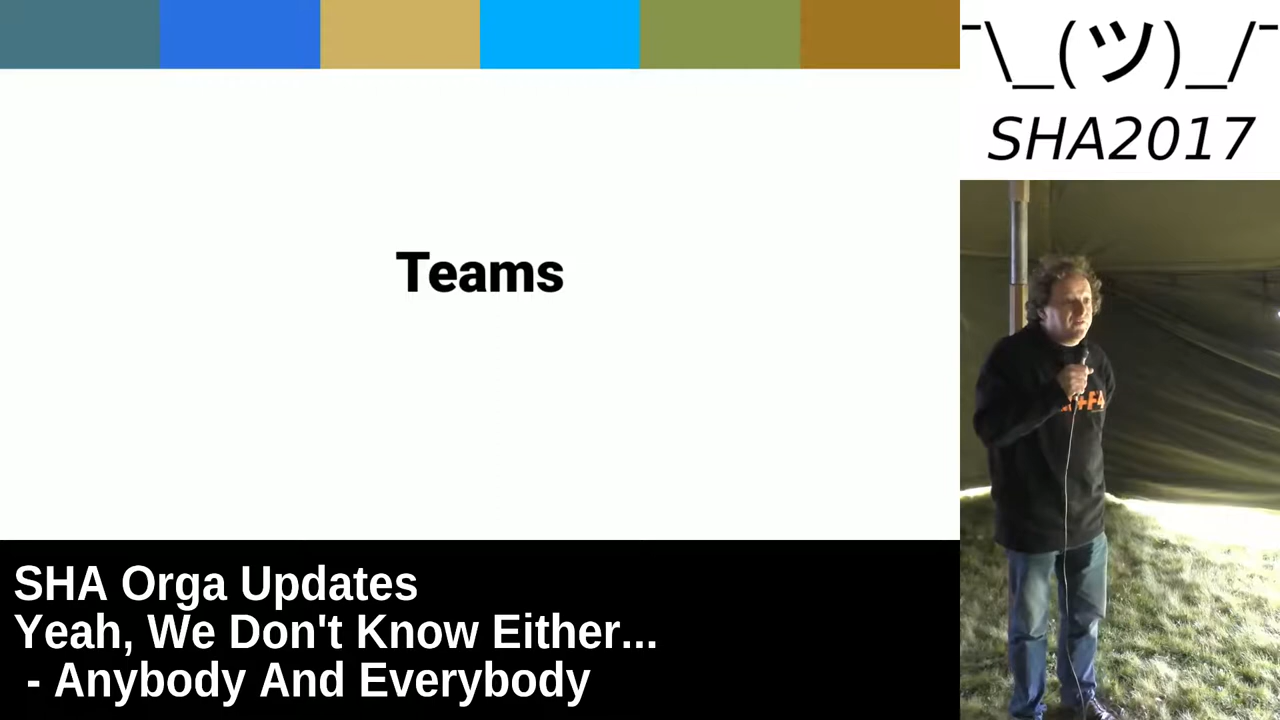 Teams
¯\_(ツ)_/¯
SHA2017
SHA Orga Updates
Yeah, We Don't Know Either...
- Anybody And Everybody